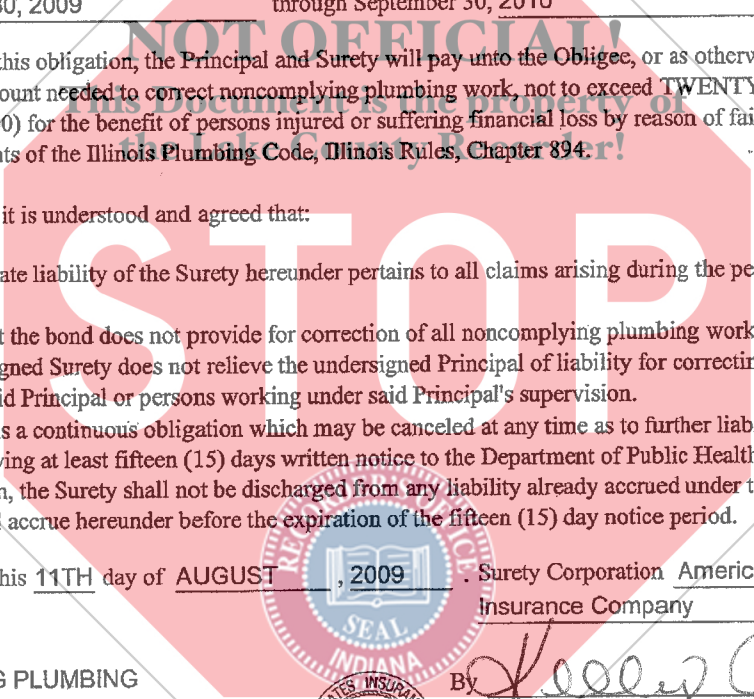 30, 2009 through September 30, 2010
NOT OFFICIAL!
this obligation, the Principal and Surety will pay unto the Obligee, or as otherw
ount needed to correct noncomplying plumbing work, not to exceed TWENTY
This Document is the property of
0) for the benefit of persons injured or suffering financial loss by reason of fai
the Lake County Recorder!
ts of the Illinois Plumbing Code, Illinois Rules, Chapter 894.
it is understood and agreed that:
STOP
ate liability of the Surety hereunder pertains to all claims arising during the pe
t the bond does not provide for correction of all noncomplying plumbing work
gned Surety does not relieve the undersigned Principal of liability for correctin
id Principal or persons working under said Principal's supervision.
s a continuous obligation which may be canceled at any time as to further liab
ving at least fifteen (15) days written notice to the Department of Public Health
n, the Surety shall not be discharged from any liability already accrued under t
accrue hereunder before the expiration of the fifteen (15) day notice period.
RECORDER'S OFFICE
his 11TH day of AUGUST , 2009 . Surety Corporation Americ
Insurance Company
SEAL
INDIANA
G PLUMBING By
ATES INSURAN